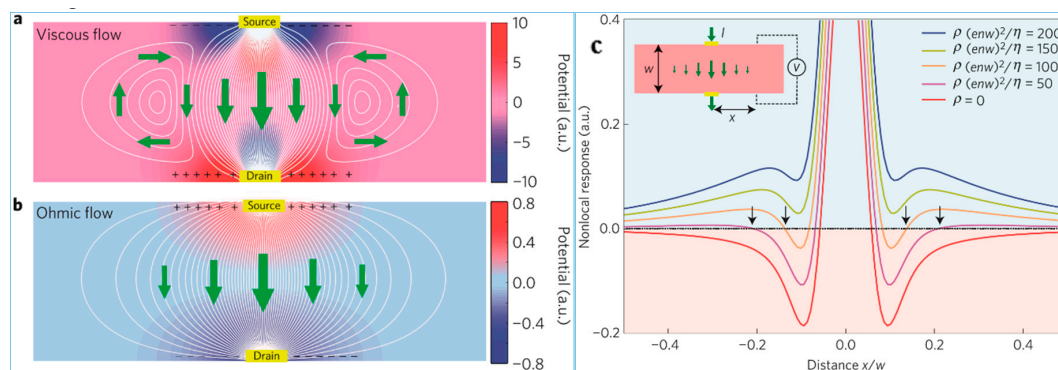 a
Viscous flow
Source
– – – – – – – – – –
+ + + + + + + + + + +
Drain
10
5
0
−5
−10
Potential (a.u.)
b
Ohmic flow
+ + + + + + + +
Source
Drain
0.8
0.4
0.0
−0.4
−0.8
Potential (a.u.)
c
I
w
V
x
ρ (enw)²/η = 200
ρ (enw)²/η = 150
ρ (enw)²/η = 100
ρ (enw)²/η = 50
ρ = 0
Nonlocal response (a.u.)
0.4
0.2
0.0
−0.2
−0.4
−0.2
0.0
0.2
0.4
Distance x/w